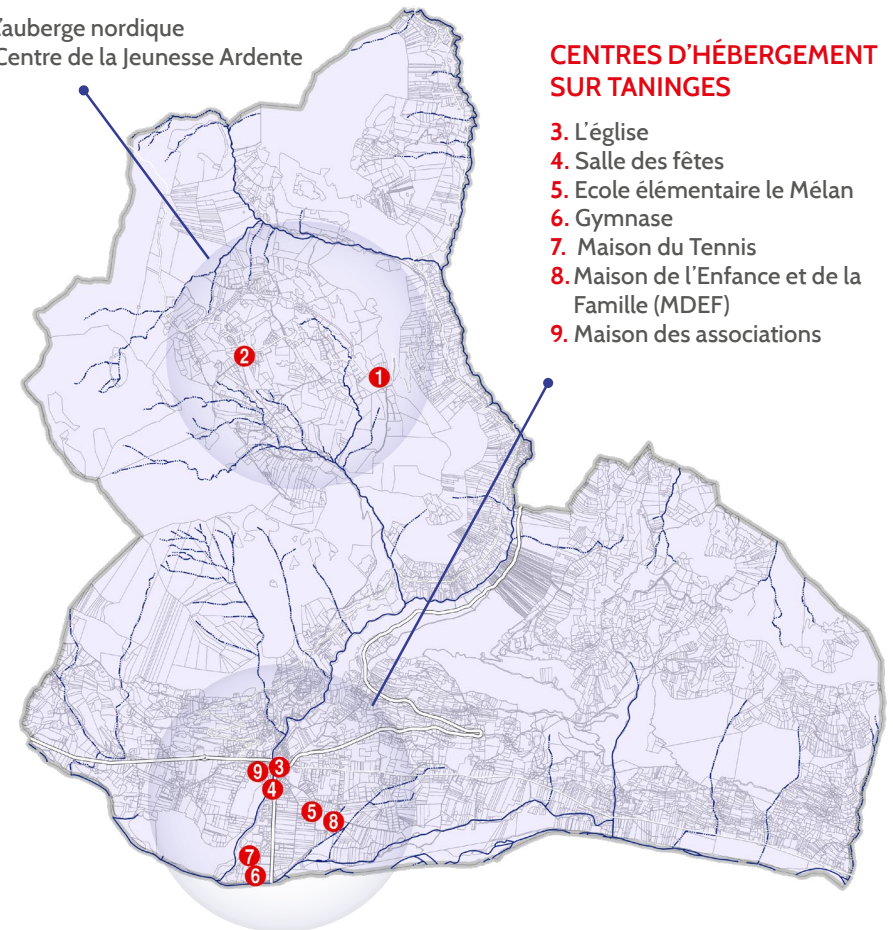 ’auberge nordique
Centre de la Jeunesse Ardente
CENTRES D’HÉBERGEMENT
SUR TANINGES
3. L’église
4. Salle des fêtes
5. Ecole élémentaire le Mélan
6. Gymnase
7. Maison du Tennis
8. Maison de l’Enfance et de la
Famille (MDEF)
9. Maison des associations
2
1
9
3
4
5
8
7
6